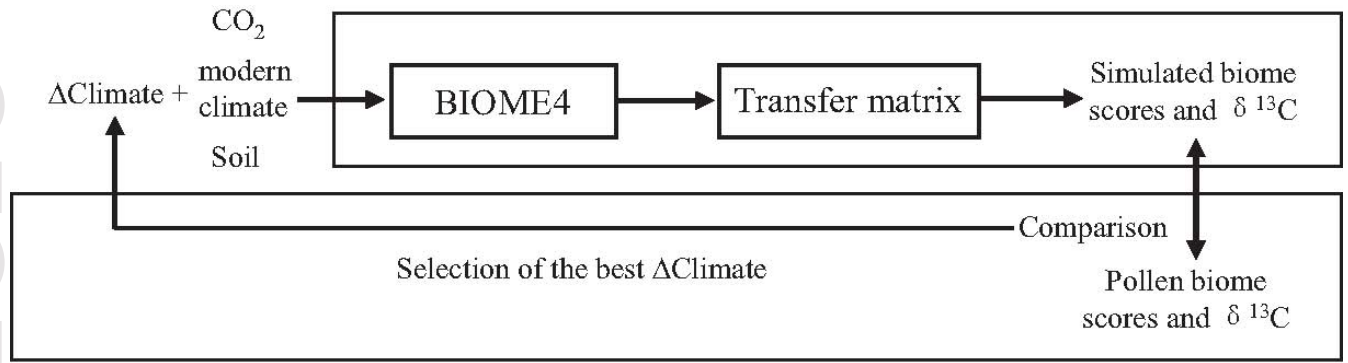 CO₂
ΔClimate + modern climate
Soil
BIOME4
Transfer matrix
Simulated biome
scores and δ ¹³C
Comparison
Selection of the best ΔClimate
Pollen biome
scores and δ ¹³C